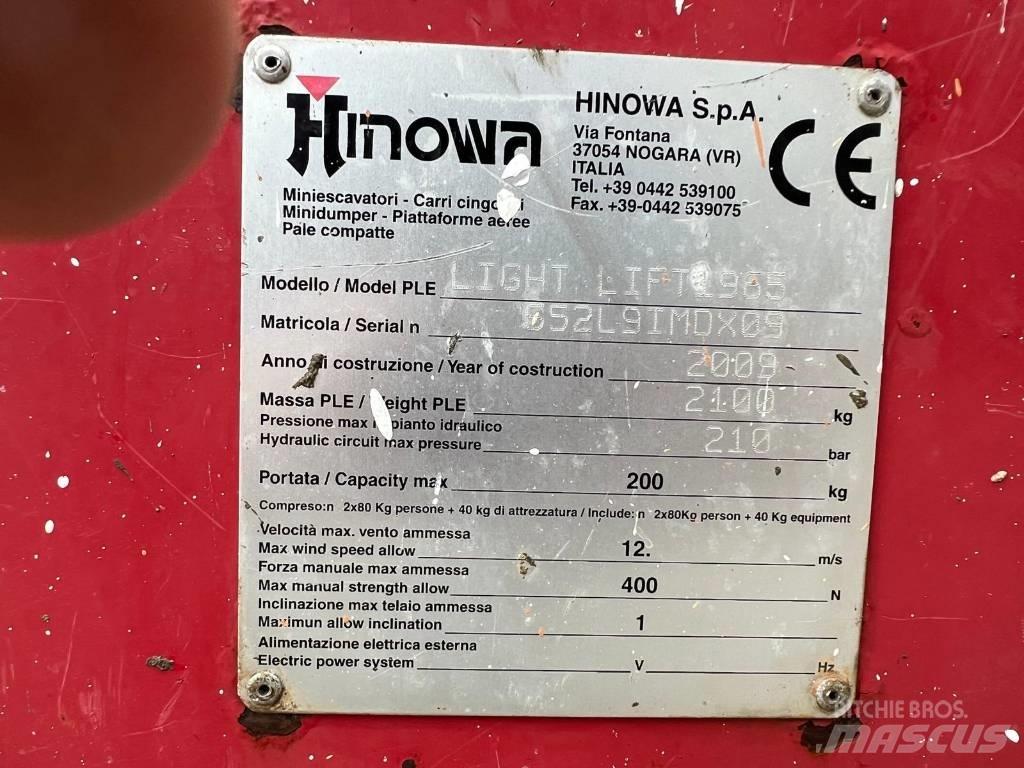 HINOWA
Miniescavatori - Carri cingolati
Minidumper - Piattaforme aeree
Pale compatte
HINOWA S.p.A.
Via Fontana
37054 NOGARA (VR)
ITALIA
Tel. +39 0442 539100
Fax. +39-0442 539075
CE
Modello / Model PLE LIGHT LIFT1965
Matricola / Serial n
Anno di costruzione / Year of costruction 2009
Massa PLE / Weight PLE 2100 kg
Pressione max impianto idraulico
Hydraulic circuit max pressure 210 bar
Portata / Capacity max 200 kg
Compreso:n 2x80 Kg persone + 40 kg di attrezzatura / Include: n 2x80Kg person + 40 Kg equipment
Velocità max. vento ammessa
Max wind speed allow 12. m/s
Forza manuale max ammessa
Max manual strength allow 400 N
Inclinazione max telaio ammessa
Maximun allow inclination 1
Alimentazione elettrica esterna
Electric power system V Hz
RITCHIE BROS.
MASCUS